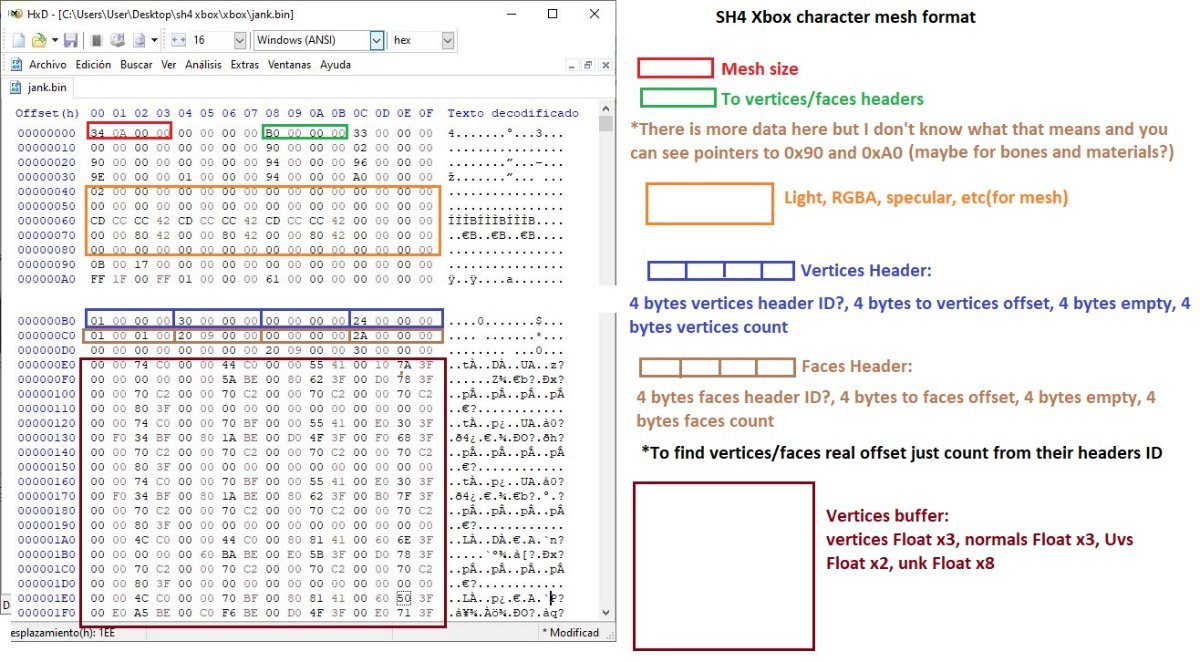 HxD - [C:\Users\User\Desktop\sh4 xbox\xbox\jank.bin]
16 Windows (ANSI) hex
Archivo Edición Buscar Ver Análisis Extras Ventanas Ayuda
jank.bin
Offset(h) 00 01 02 03 04 05 06 07 08 09 0A 0B 0C 0D 0E 0F Texto decodificado
00000000 34 0A 00 00 00 00 00 00 B0 00 00 00 33 00 00 00 4.......°...3...
00000010 00 00 00 00 00 00 00 00 90 00 00 00 02 00 00 00 ................
00000020 90 00 00 00 00 00 00 00 94 00 00 00 96 00 00 00 ........”...–...
00000030 9E 00 00 00 01 00 00 00 94 00 00 00 A0 00 00 00 ž.......”... ...
00000040 02 00 00 00 00 00 00 00 00 00 00 00 00 00 00 00 ................
00000050 00 00 00 00 00 00 00 00 00 00 00 00 00 00 00 00 ................
00000060 CD CC CC 42 CD CC CC 42 CD CC CC 42 00 00 00 00 ÍÌÌBÍÌÌBÍÌÌB....
00000070 00 00 80 42 00 00 80 42 00 00 80 42 00 00 00 00 ..€B..€B..€B....
00000080 00 00 00 00 00 00 00 00 00 00 00 00 00 00 00 00 ................
00000090 0B 00 17 00 00 00 00 00 00 00 00 00 00 00 00 00 ................
000000A0 FF 1F 00 FF 01 00 00 00 61 00 00 00 00 00 00 00 ÿ..ÿ....a.......
000000B0 01 00 00 00 30 00 00 00 00 00 00 00 24 00 00 00 ....0.......$...
000000C0 01 00 01 00 20 09 00 00 00 00 00 00 2A 00 00 00 .... .......*...
000000D0 00 00 00 00 00 00 00 00 20 09 00 00 30 00 00 00 ........ ...0...
000000E0 00 00 74 C0 00 00 44 C0 00 00 55 41 00 10 7A 3F ..tÀ..DÀ..UA..z?
000000F0 00 00 00 00 00 00 5A BE 00 80 62 3F 00 D0 78 3F ......Z¾.€b?.Ðx?
00000100 00 00 70 C2 00 00 70 C2 00 00 70 C2 00 00 70 C2 ..pÂ..pÂ..pÂ..pÂ
00000110 00 00 80 3F 00 00 00 00 00 00 00 00 00 00 00 00 ..€?............
00000120 00 00 74 C0 00 00 70 BF 00 00 55 41 00 E0 30 3F ..tÀ..p¿..UA.à0?
00000130 00 F0 34 BF 00 80 1A BE 00 D0 4F 3F 00 F0 68 3F .ð4¿.€.¾.ÐO?.ðh?
00000140 00 00 70 C2 00 00 70 C2 00 00 70 C2 00 00 70 C2 ..pÂ..pÂ..pÂ..pÂ
00000150 00 00 80 3F 00 00 00 00 00 00 00 00 00 00 00 00 ..€?............
00000160 00 00 74 C0 00 00 70 BF 00 00 55 41 00 E0 30 3F ..tÀ..p¿..UA.à0?
00000170 00 F0 34 BF 00 80 1A BE 00 80 62 3F 00 B0 7F 3F .ð4¿.€.¾.€b?.°.?
00000180 00 00 70 C2 00 00 70 C2 00 00 70 C2 00 00 70 C2 ..pÂ..pÂ..pÂ..pÂ
00000190 00 00 80 3F 00 00 00 00 00 00 00 00 00 00 00 00 ..€?............
000001A0 00 00 4C C0 00 00 44 C0 00 00 81 41 00 60 6E 3F ..LÀ..DÀ...A.`n?
000001B0 00 00 00 00 00 60 BA BE 00 E0 5B 3F 00 D0 78 3F .....`º¾.à[?.Ðx?
000001C0 00 00 70 C2 00 00 70 C2 00 00 70 C2 00 00 70 C2 ..pÂ..pÂ..pÂ..pÂ
000001D0 00 00 80 3F 00 00 00 00 00 00 00 00 00 00 00 00 ..€?............
000001E0 00 00 4C C0 00 00 70 BF 00 00 81 41 00 60 50 3F ..LÀ..p¿...A.`P?
000001F0 00 E0 A5 BE 00 C0 F6 BE 00 D0 4F 3F 00 E0 71 3F .à¥¾.Àö¾.ÐO?.àq?
esplazamiento(h): 1EE * Modificad
SH4 Xbox character mesh format
Mesh size
To vertices/faces headers
*There is more data here but I don't know what that means and you
can see pointers to 0x90 and 0xA0 (maybe for bones and materials?)
Light, RGBA, specular, etc(for mesh)
Vertices Header:
4 bytes vertices header ID?, 4 bytes to vertices offset, 4 bytes empty, 4
bytes vertices count
Faces Header:
4 bytes faces header ID?, 4 bytes to faces offset, 4 bytes empty, 4
bytes faces count
*To find vertices/faces real offset just count from their headers ID
Vertices buffer:
vertices Float x3, normals Float x3, Uvs
Float x2, unk Float x8